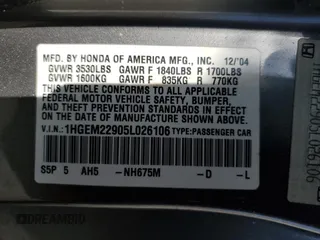 MFD. BY HONDA OF AMERICA MFG., INC. 12/04
GVWR 3530LBS GAWR F 1840LBS R 1700LBS
GVWR 1600KG GAWR F 835KG R 770KG
THIS VEHICLE CONFORMS TO ALL APPLICABLE
FEDERAL MOTOR VEHICLE SAFETY, BUMPER,
AND THEFT PREVENTION STANDARDS IN EFFECT
ON THE DATE OF MANUFACTURE SHOWN ABOVE.
V.I.N.: 1HGEM22905L026106 TYPE: PASSENGER CAR
S5P 5 AH5 -NH675M -D -L
DREAMBID